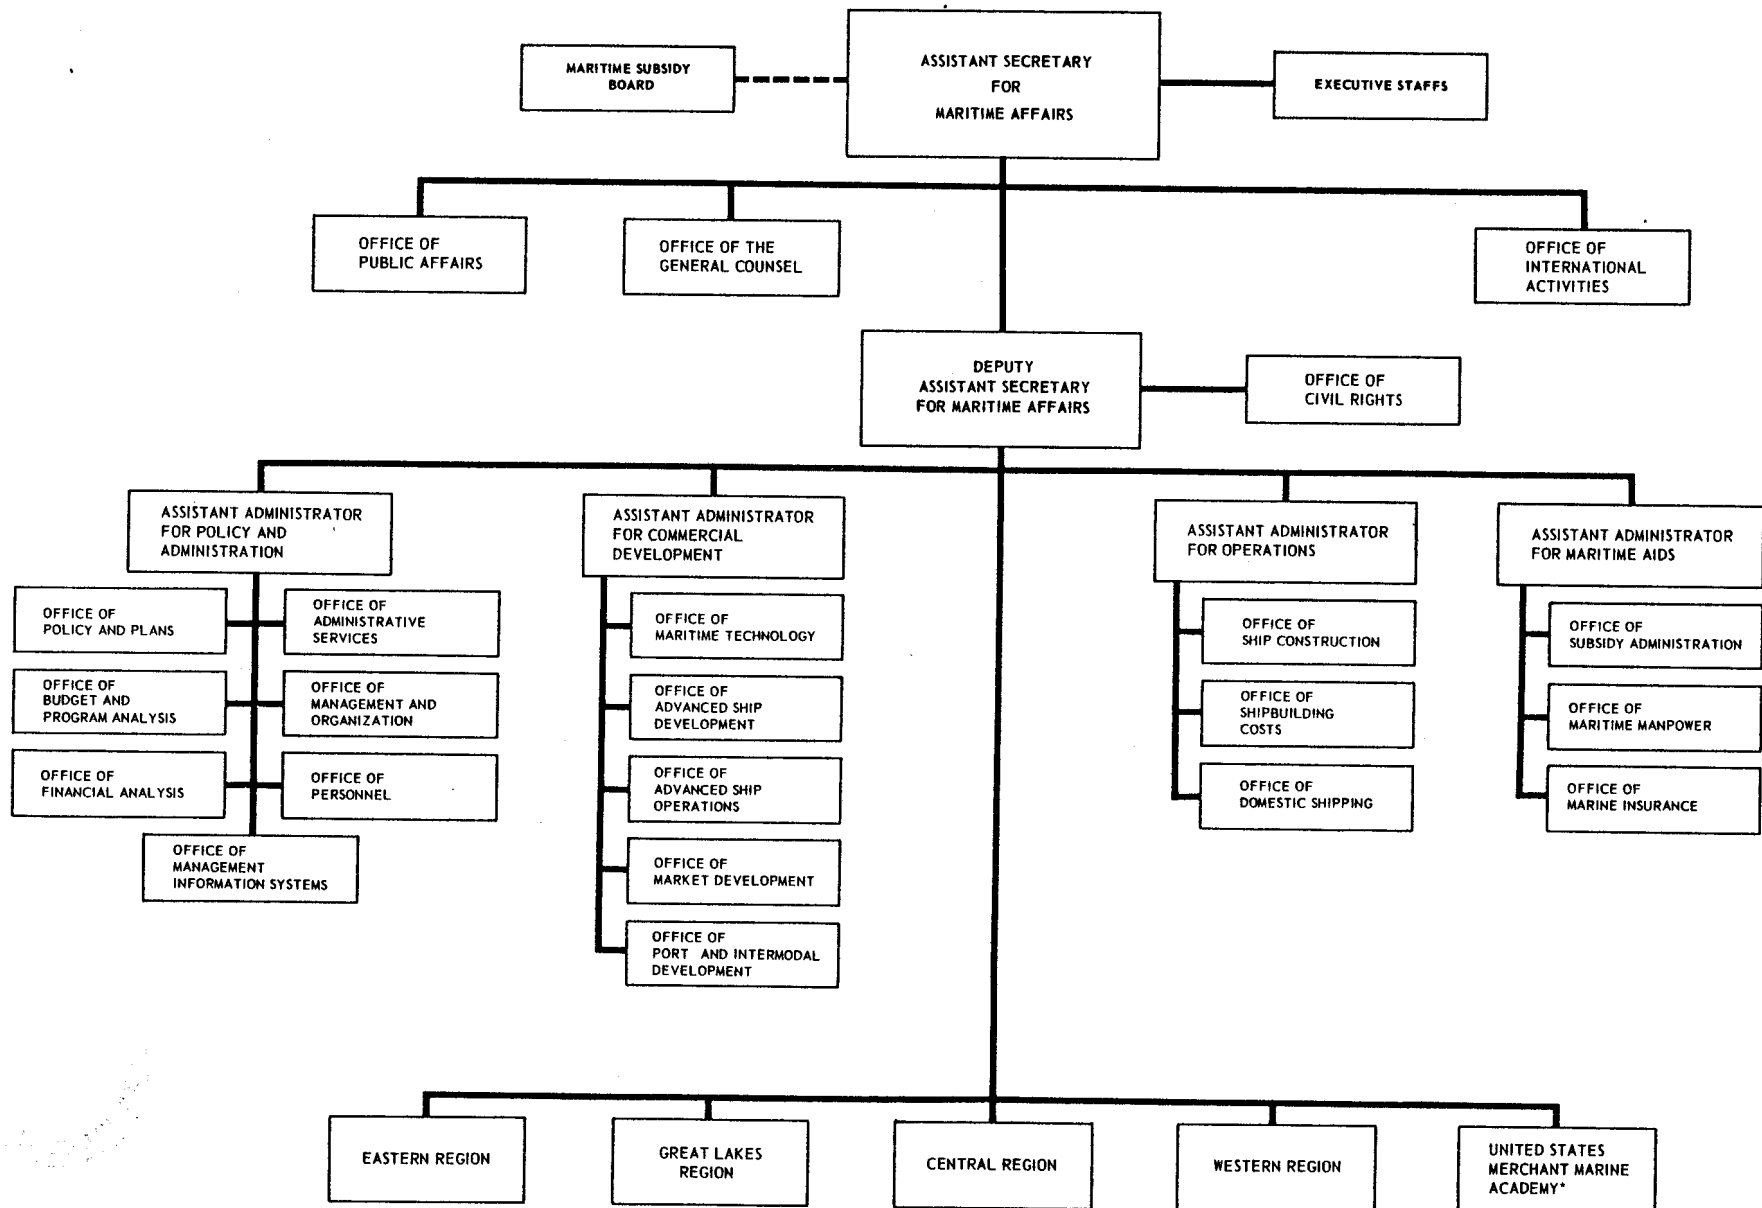 MARITIME SUBSIDY
BOARD
ASSISTANT SECRETARY
FOR
MARITIME AFFAIRS
EXECUTIVE STAFFS
OFFICE OF
PUBLIC AFFAIRS
OFFICE OF THE
GENERAL COUNSEL
OFFICE OF
INTERNATIONAL
ACTIVITIES
DEPUTY
ASSISTANT SECRETARY
FOR MARITIME AFFAIRS
OFFICE OF
CIVIL RIGHTS
ASSISTANT ADMINISTRATOR
FOR POLICY AND
ADMINISTRATION
OFFICE OF
POLICY AND PLANS
OFFICE OF
ADMINISTRATIVE
SERVICES
OFFICE OF
BUDGET AND
PROGRAM ANALYSIS
OFFICE OF
MANAGEMENT AND
ORGANIZATION
OFFICE OF
FINANCIAL ANALYSIS
OFFICE OF
PERSONNEL
OFFICE OF
MANAGEMENT
INFORMATION SYSTEMS
ASSISTANT ADMINISTRATOR
FOR COMMERCIAL
DEVELOPMENT
OFFICE OF
MARITIME TECHNOLOGY
OFFICE OF
ADVANCED SHIP
DEVELOPMENT
OFFICE OF
ADVANCED SHIP
OPERATIONS
OFFICE OF
MARKET DEVELOPMENT
OFFICE OF
PORT AND INTERMODAL
DEVELOPMENT
ASSISTANT ADMINISTRATOR
FOR OPERATIONS
OFFICE OF
SHIP CONSTRUCTION
OFFICE OF
SHIPBUILDING
COSTS
OFFICE OF
DOMESTIC SHIPPING
ASSISTANT ADMINISTRATOR
FOR MARITIME AIDS
OFFICE OF
SUBSIDY ADMINISTRATION
OFFICE OF
MARITIME MANPOWER
OFFICE OF
MARINE INSURANCE
EASTERN REGION
GREAT LAKES
REGION
CENTRAL REGION
WESTERN REGION
UNITED STATES
MERCHANT MARINE
ACADEMY*